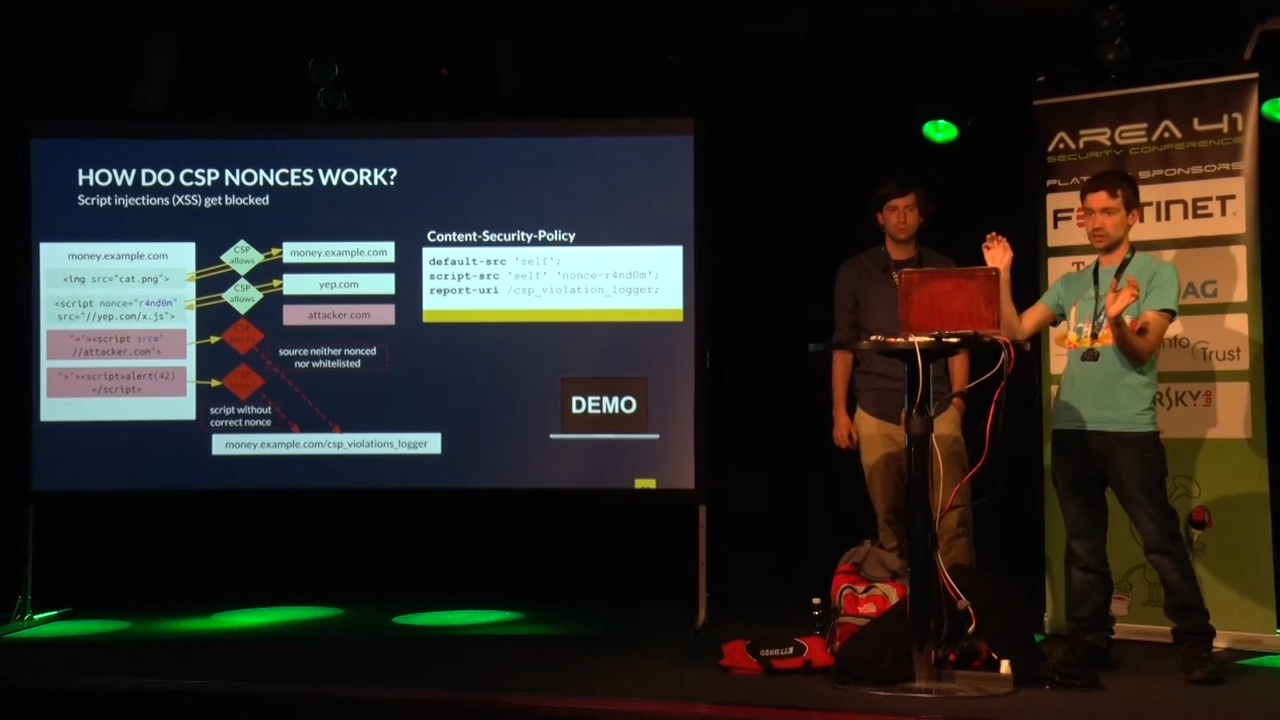 HOW DO CSP NONCES WORK?
Script injections (XSS) get blocked
money.example.com
<img src="cat.png">
<script nonce="r4nd0m"
src="//yep.com/x.js">
">'><script src="
//attacker.com">
">'><script>alert(42)
</script>
CSP
allows
CSP
allows
money.example.com
yep.com
attacker.com
source neither nonced
nor whitelisted
script without
correct nonce
money.example.com/csp_violations_logger
Content-Security-Policy
default-src 'self';
script-src 'self' 'nonce-r4nd0m';
report-uri /csp_violation_logger;
DEMO
AREA 41
SECURITY CONFERENCE
SPONSORS
Trust
lab